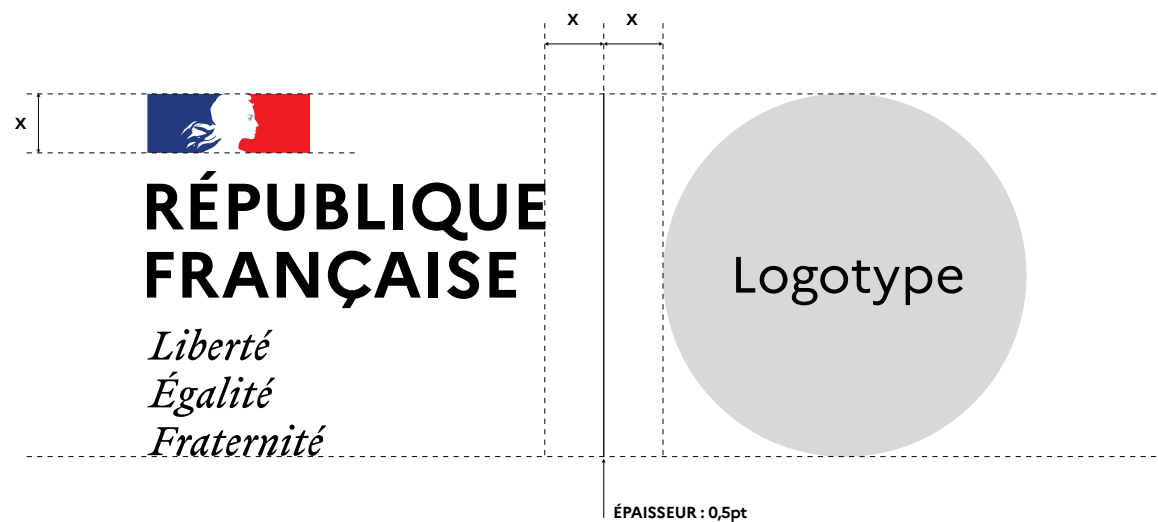 X X
X
RÉPUBLIQUE
FRANÇAISE
Liberté
Égalité
Fraternité
Logotype
ÉPAISSEUR : 0,5pt